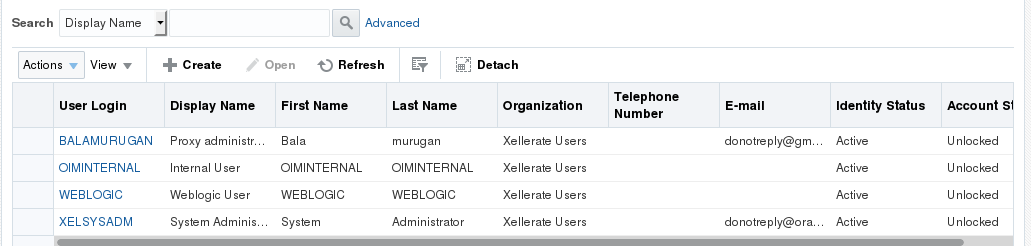 Search Display Name Advanced
Actions View Create Open Refresh Detach
User Login Display Name First Name Last Name Organization Telephone Number E-mail Identity Status Account St
BALAMURUGAN Proxy administr... Bala murugan Xellerate Users donotreply@gm... Active Unlocked
OIMINTERNAL Internal User OIMINTERNAL OIMINTERNAL Xellerate Users Active Unlocked
WEBLOGIC Weblogic User WEBLOGIC WEBLOGIC Xellerate Users Active Unlocked
XELSYSADM System Adminis... System Administrator Xellerate Users donotreply@ora... Active Unlocked